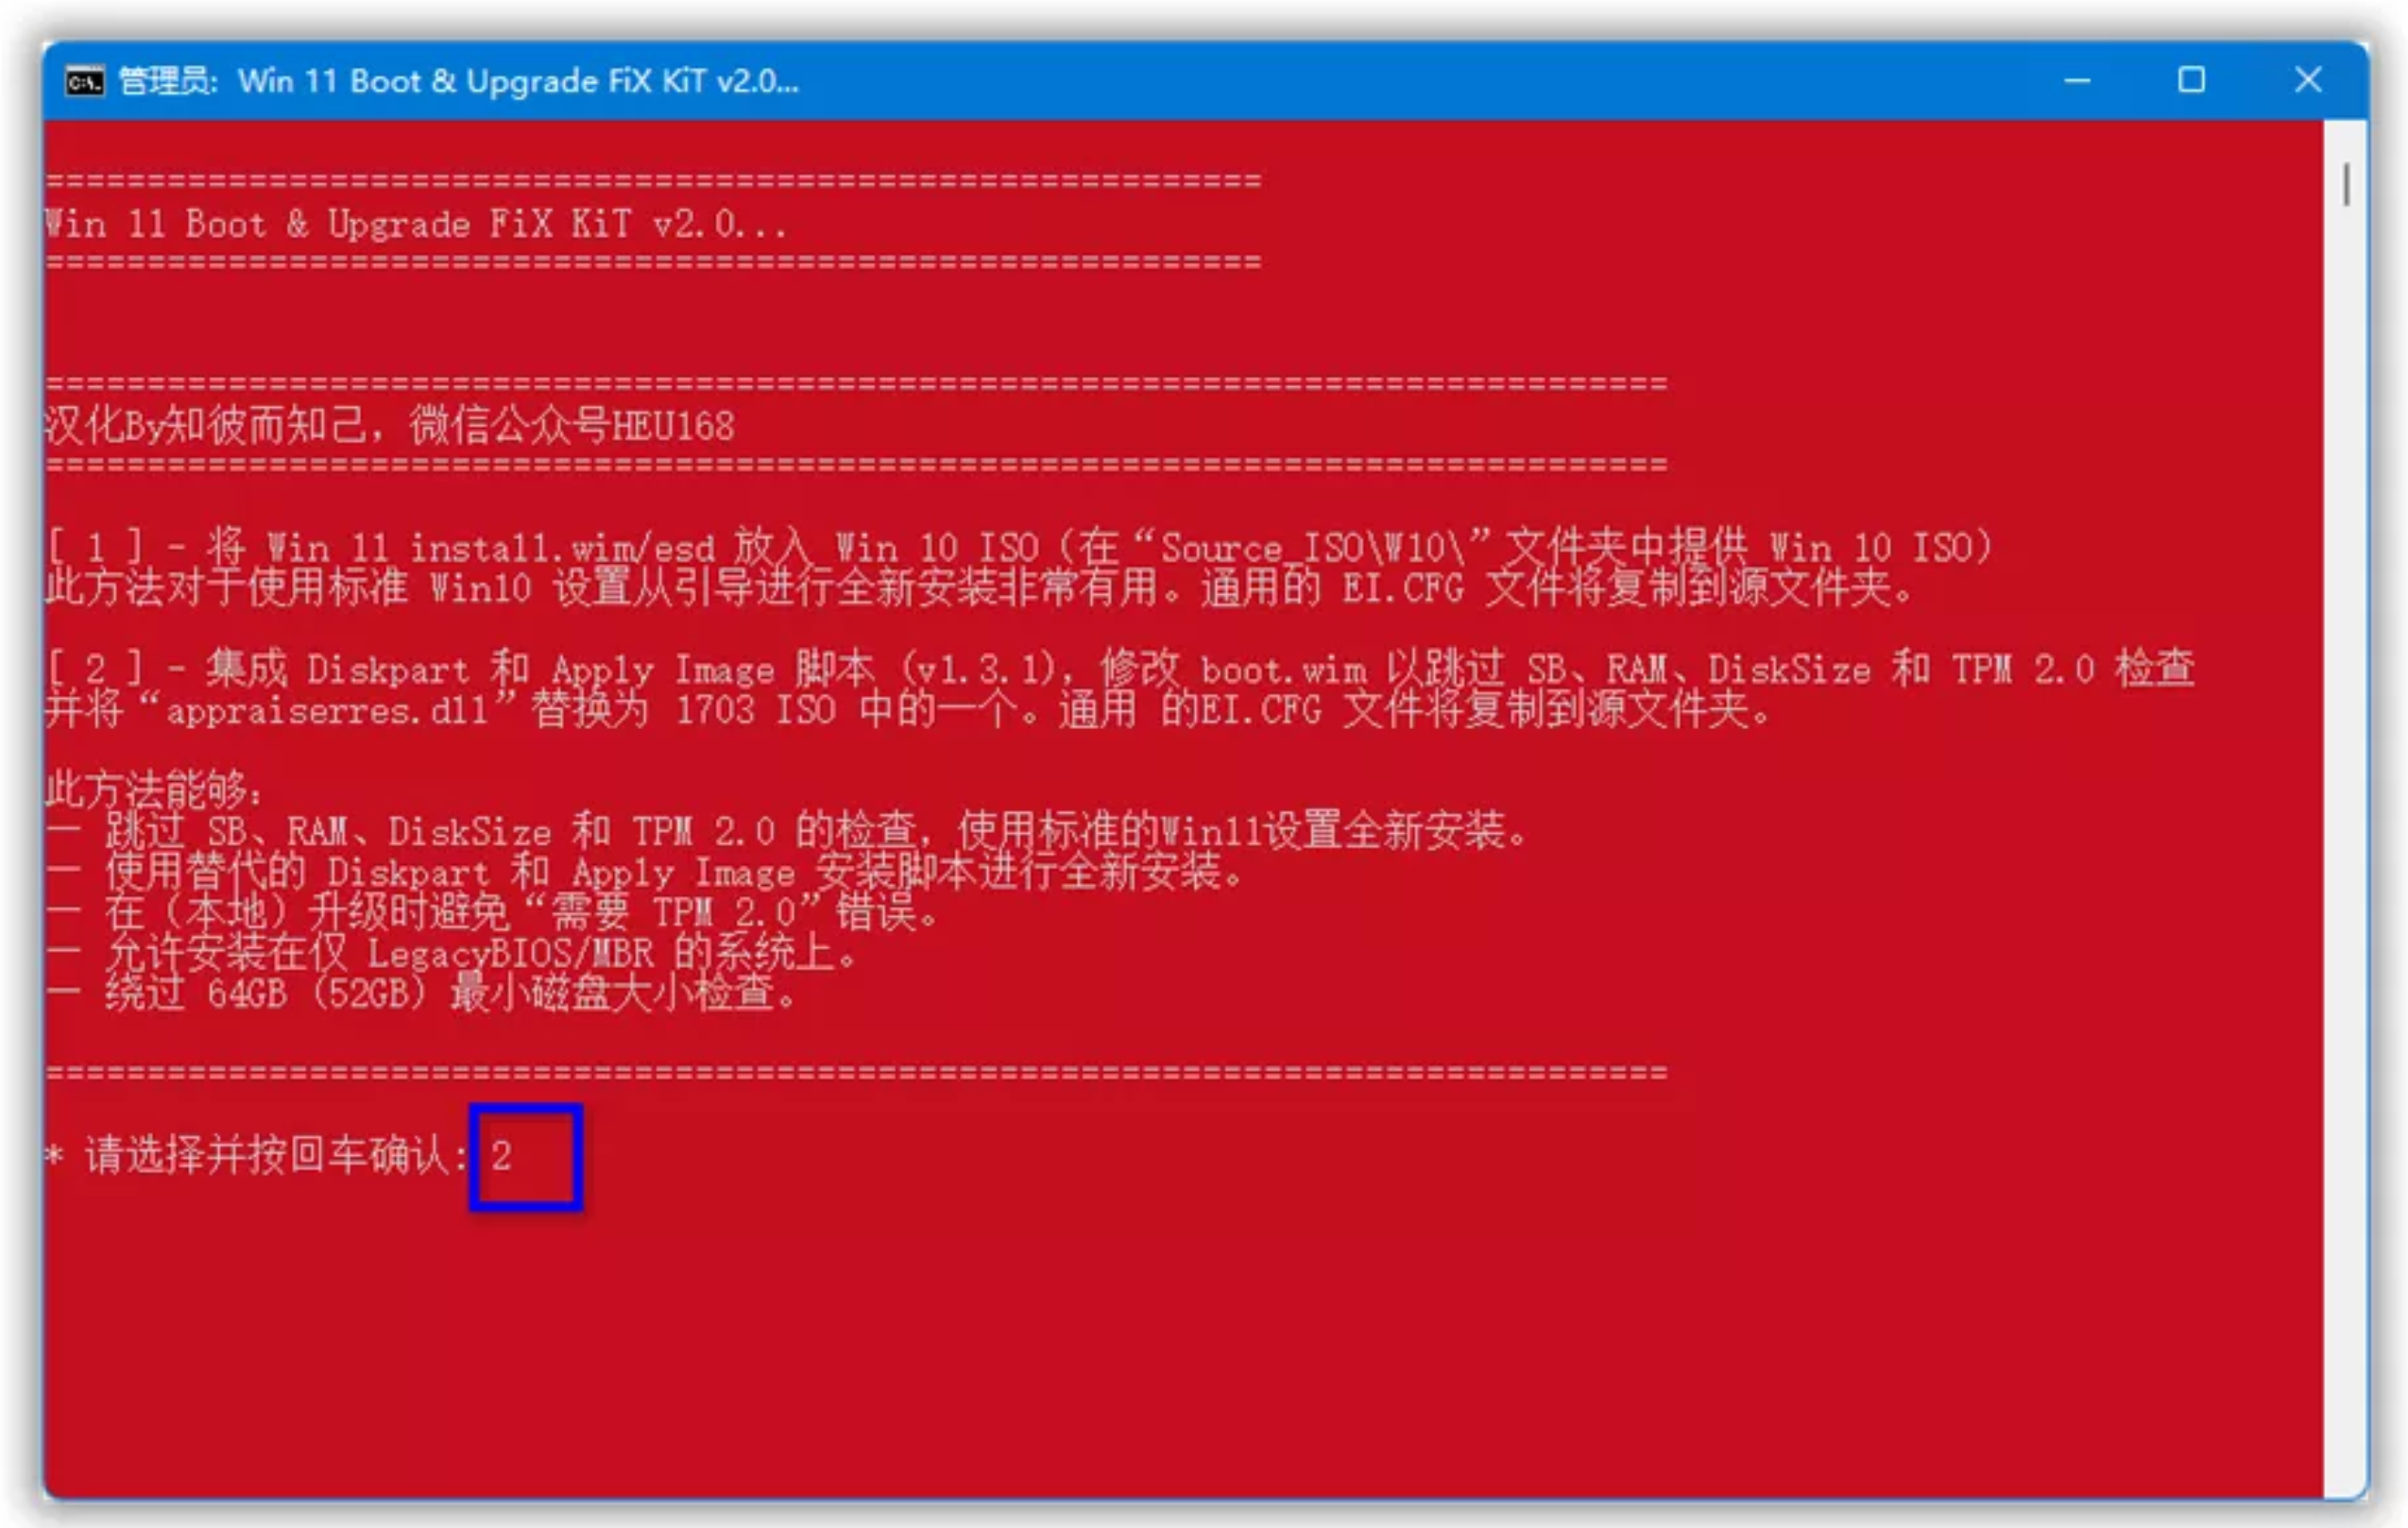 管理员: Win 11 Boot & Upgrade FiX KiT v2.0...
============================================================
Win 11 Boot & Upgrade FiX KiT v2.0...
============================================================
================================================================================
汉化By知彼而知己，微信公众号HEU168
================================================================================
[ 1 ] - 将 Win 11 install.wim/esd 放入 Win 10 ISO（在“Source_ISO\W10\”文件夹中提供 Win 10 ISO）
此方法对于使用标准 Win10 设置从引导进行全新安装非常有用。通用的 EI.CFG 文件将复制到源文件夹。
[ 2 ] - 集成 Diskpart 和 Apply Image 脚本 (v1.3.1)，修改 boot.wim 以跳过 SB、RAM、DiskSize 和 TPM 2.0 检查
并将“appraiserres.dll”替换为 1703 ISO 中的一个。通用 的EI.CFG 文件将复制到源文件夹。
此方法能够：
— 跳过 SB、RAM、DiskSize 和 TPM 2.0 的检查，使用标准的Win11设置全新安装。
— 使用替代的 Diskpart 和 Apply Image 安装脚本进行全新安装。
— 在（本地）升级时避免“需要 TPM 2.0”错误。
— 允许安装在仅 LegacyBIOS/MBR 的系统上。
— 绕过 64GB（52GB）最小磁盘大小检查。
================================================================================
* 请选择并按回车确认: 2